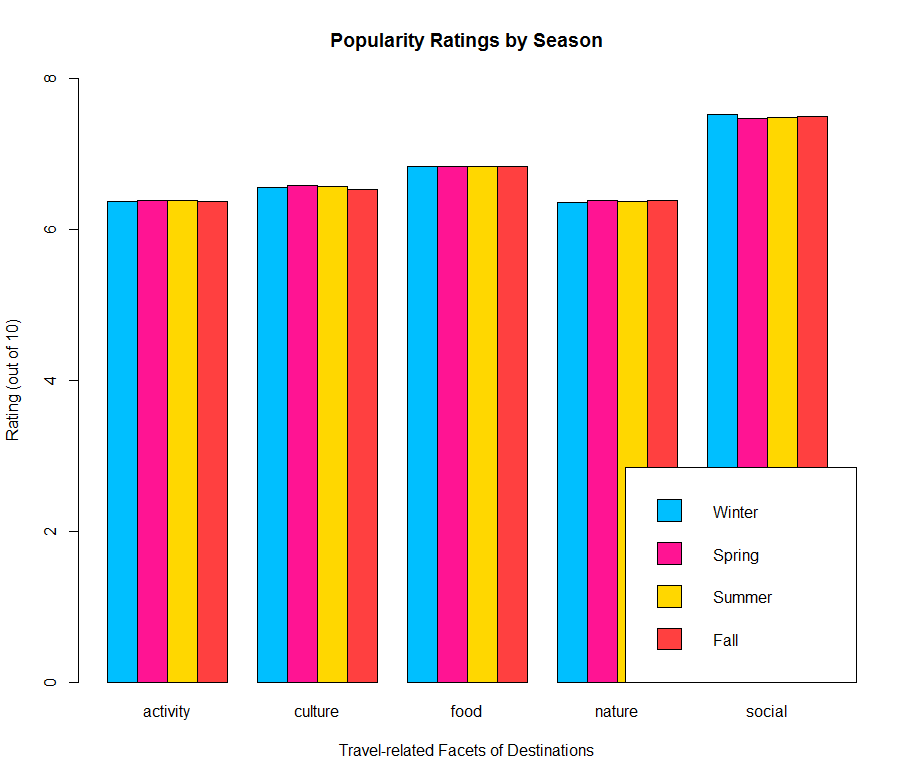 Popularity Ratings by Season
Rating (out of 10)
8
6
4
2
0
Winter
Spring
Summer
Fall
activity culture food nature social
Travel-related Facets of Destinations